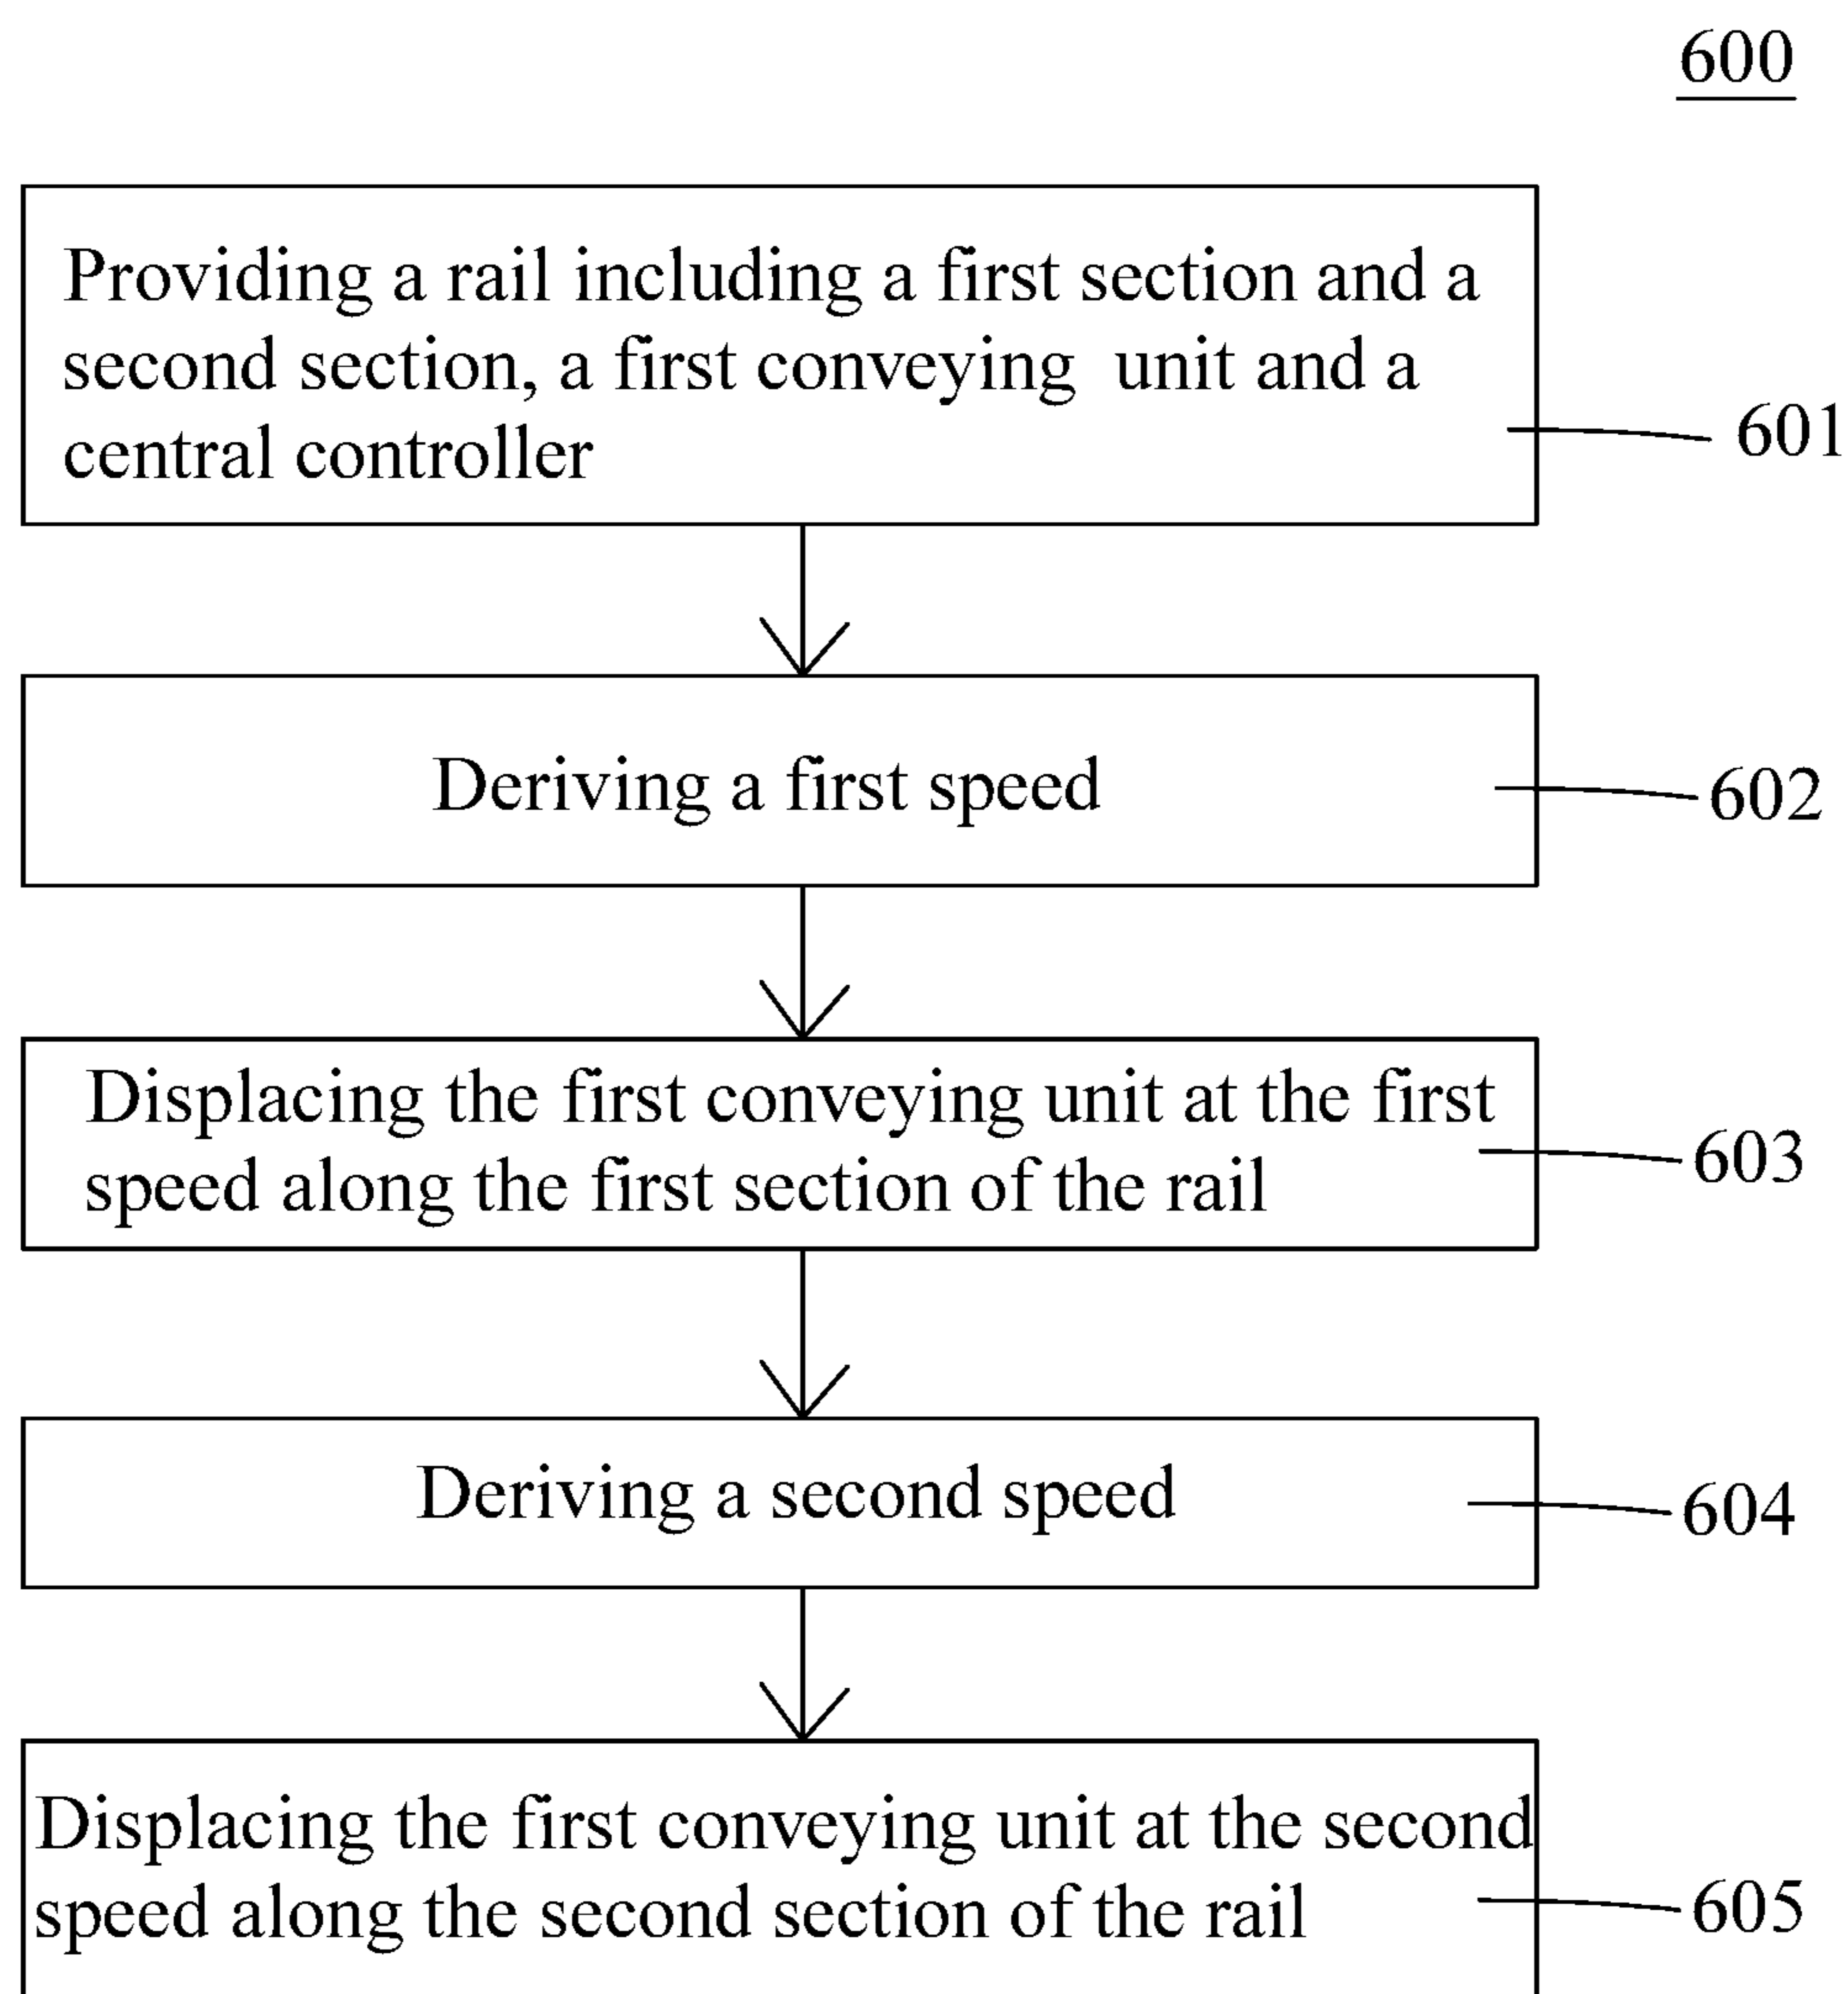 600
Providing a rail including a first section and a
second section, a first conveying unit and a
central controller
601
Deriving a first speed
602
Displacing the first conveying unit at the first
speed along the first section of the rail
603
Deriving a second speed
604
Displacing the first conveying unit at the second
speed along the second section of the rail
605